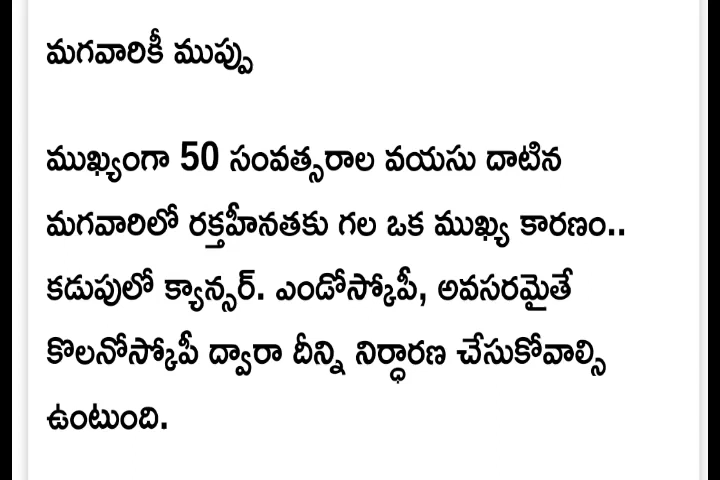 మగవారికీ ముప్పు
ముఖ్యంగా 50 సంవత్సరాల వయసు దాటిన
మగవారిలో రక్తహీనతకు గల ఒక ముఖ్య కారణం..
కడుపులో క్యాన్సర్. ఎండోస్కోపీ, అవసరమైతే
కొలనోస్కోపీ ద్వారా దీన్ని నిర్ధారణ చేసుకోవాల్సి
ఉంటుంది.